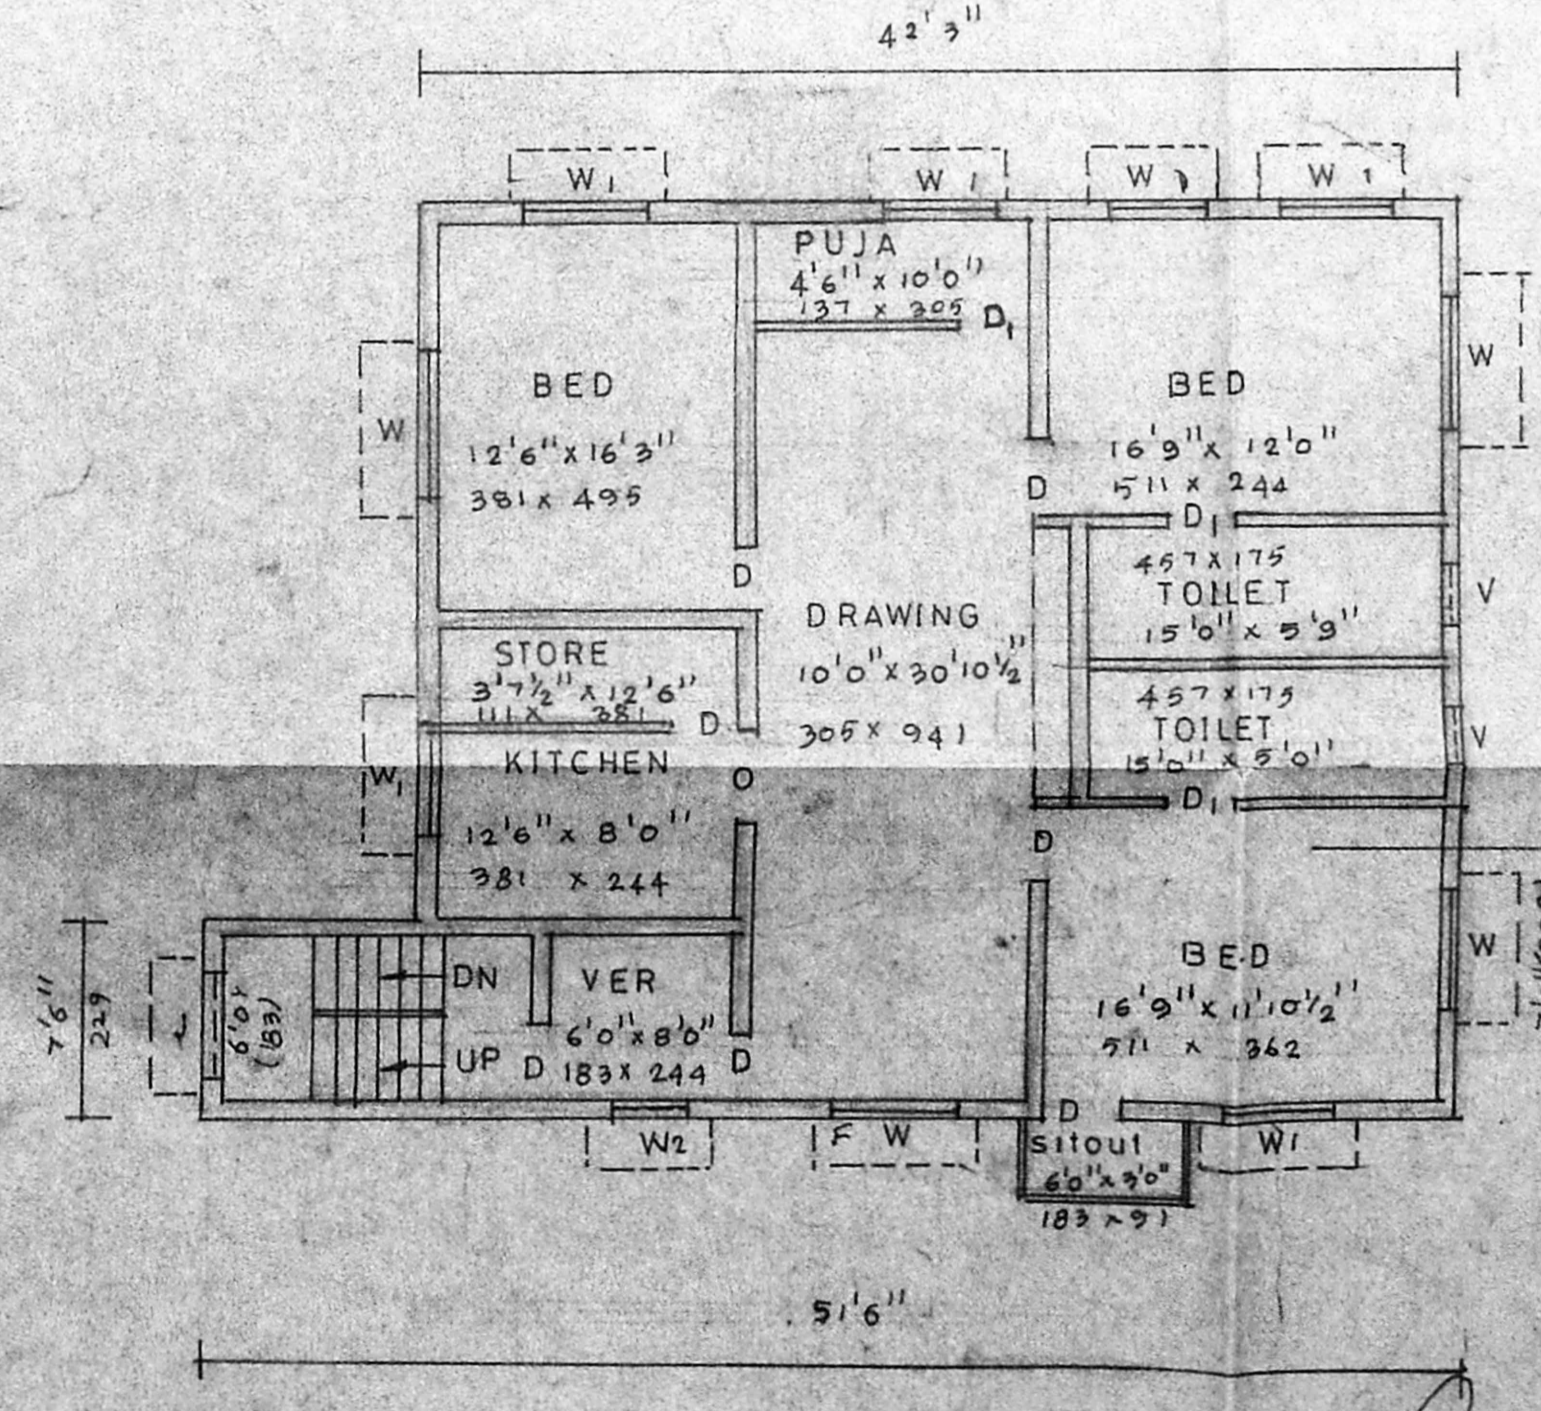 42'3"
W1
W1
W1
W1
PUJA
4'6" x 10'0"
137 x 305
D1
W
W
BED
12'6" x 16'3"
381 x 495
BED
16'9" x 12'0"
511 x 244
D
D1
D
457 x 175
TOILET
15'0" x 5'9"
V
DRAWING
10'0" x 30'10½"
305 x 941
STORE
3'7½" x 12'6"
111 x 381
D
457 x 175
TOILET
15'0" x 5'0"
V
W1
KITCHEN
O
12'6" x 8'0"
381 x 244
D1
D
7'6"
229
6'0"
(183)
DN
UP
D
VER
6'0" x 8'0"
183 x 244
D
BED
16'9" x 11'10½"
511 x 362
W
W2
F W
D
W1
sitout
6'0" x 3'0"
183 x 91
51'6"